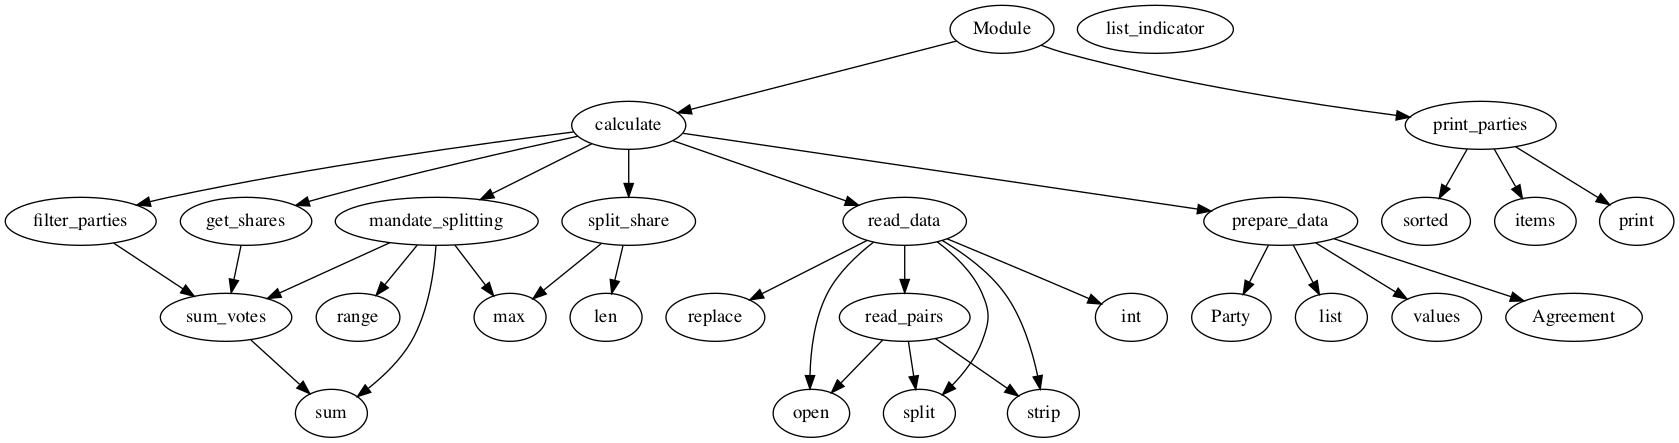 Module
list_indicator
calculate
print_parties
filter_parties
get_shares
mandate_splitting
split_share
read_data
prepare_data
sorted
items
print
sum_votes
range
max
len
replace
read_pairs
int
Party
list
values
Agreement
sum
open
split
strip